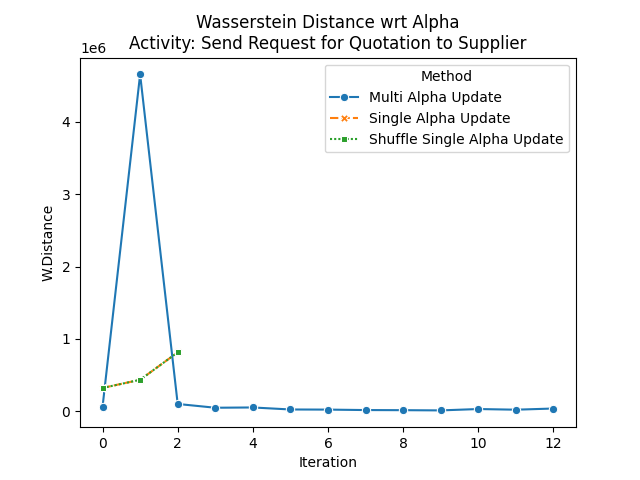 Wasserstein Distance wrt Alpha
Activity: Send Request for Quotation to Supplier
1e6
Method
Multi Alpha Update
Single Alpha Update
Shuffle Single Alpha Update
4
3
2
1
0
W.Distance
0 2 4 6 8 10 12
Iteration